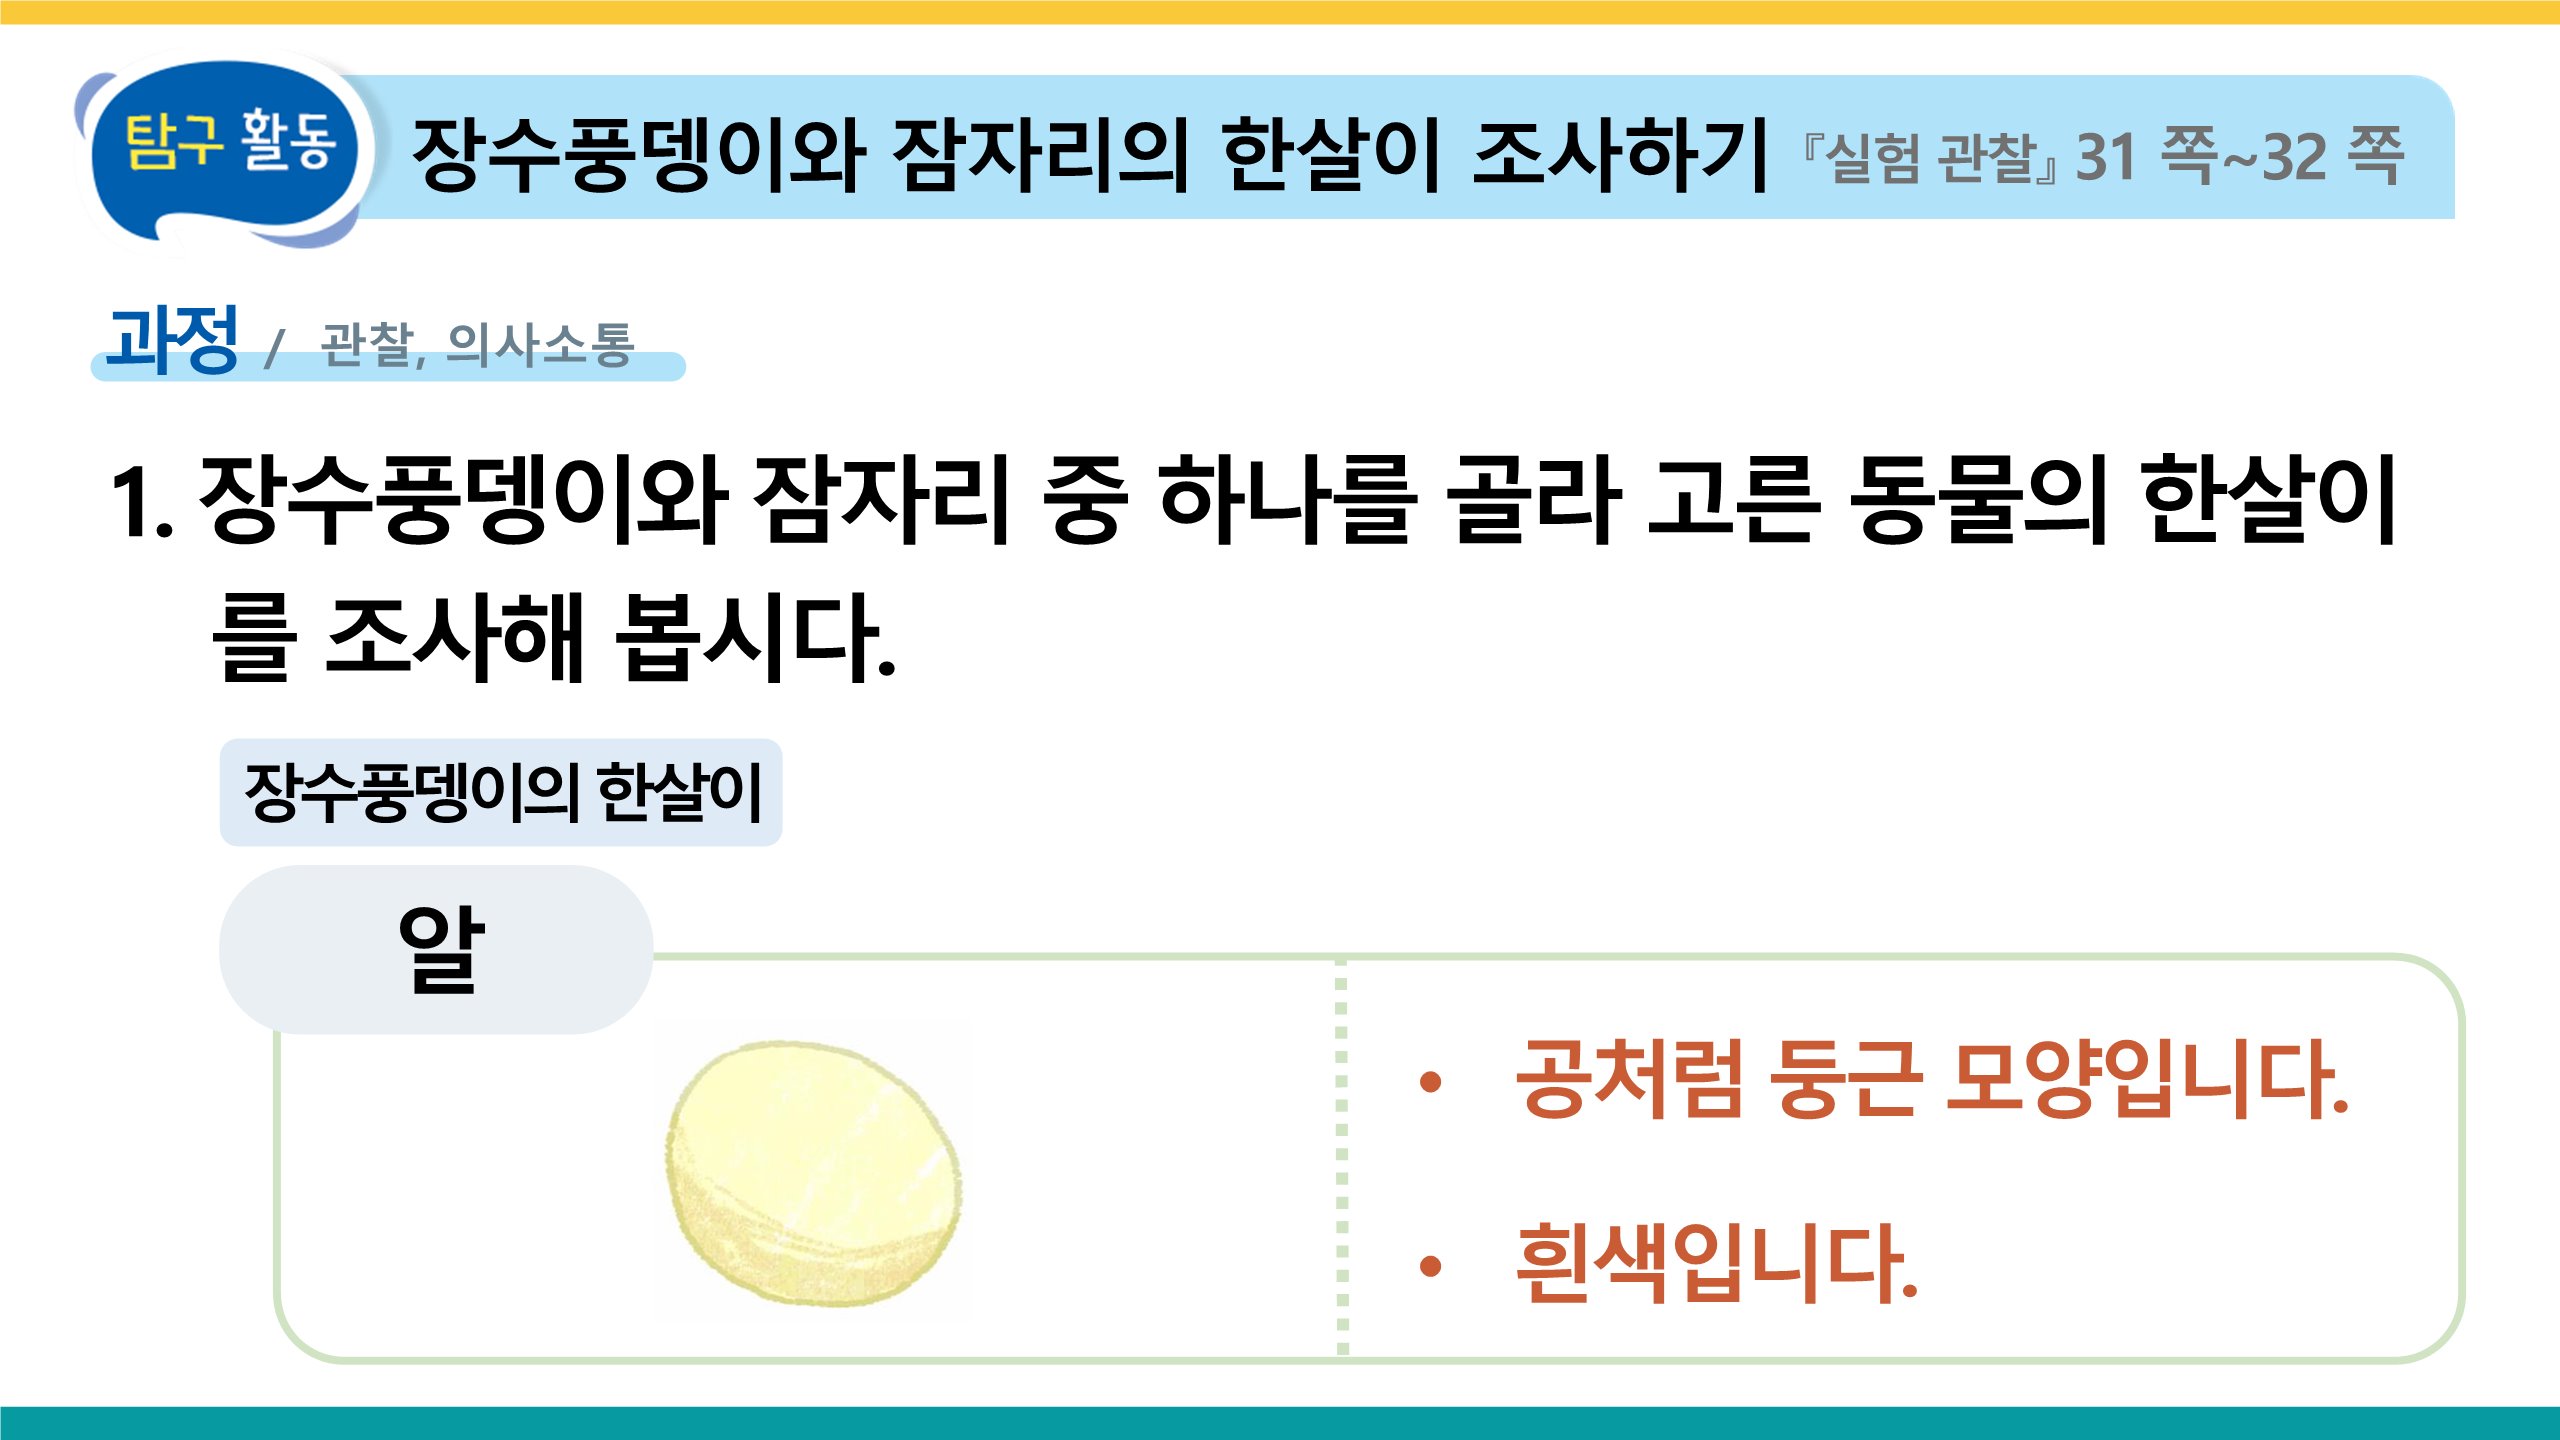 탐구 활동
장수풍뎅이와 잠자리의 한살이 조사하기 『실험 관찰』 31 쪽~32 쪽
과정 / 관찰, 의사소통
1. 장수풍뎅이와 잠자리 중 하나를 골라 고른 동물의 한살이
를 조사해 봅시다.
장수풍뎅이의 한살이
알
• 공처럼 둥근 모양입니다.
• 흰색입니다.